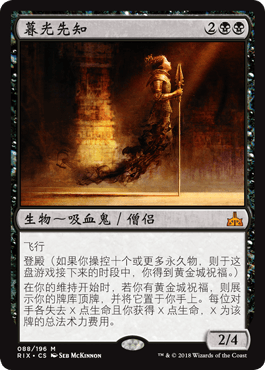 暮光先知 2
生物～吸血鬼／僧侣
飞行
登殿（如果你操控十个或更多永久物，则于这
盘游戏接下来的时段中，你得到黄金城祝福。）
在你的维持开始时，若你有黄金城祝福，则展
示你的牌库顶牌，并将它置于你手上。每位对
手各失去 X 点生命且你获得 X 点生命，X 为该
牌的总法术力费用。
2/4
088/196 M
RIX • CS Seb McKinnon
™ & © 2018 Wizards of the Coast